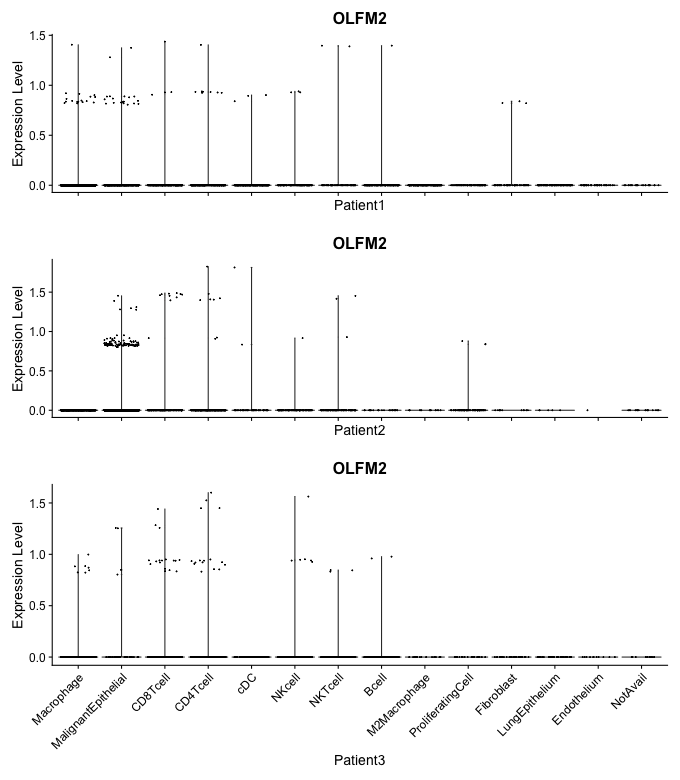 OLFM2
Expression Level
1.5
1.0
0.5
0.0
Patient1
OLFM2
Expression Level
1.5
1.0
0.5
0.0
Patient2
OLFM2
Expression Level
1.5
1.0
0.5
0.0
Macrophage
MalignantEpithelial
CD8Tcell
CD4Tcell
cDC
NKcell
NKTcell
Bcell
M2Macrophage
ProliferatingCell
Fibroblast
LungEpithelium
Endothelium
NotAvail
Patient3